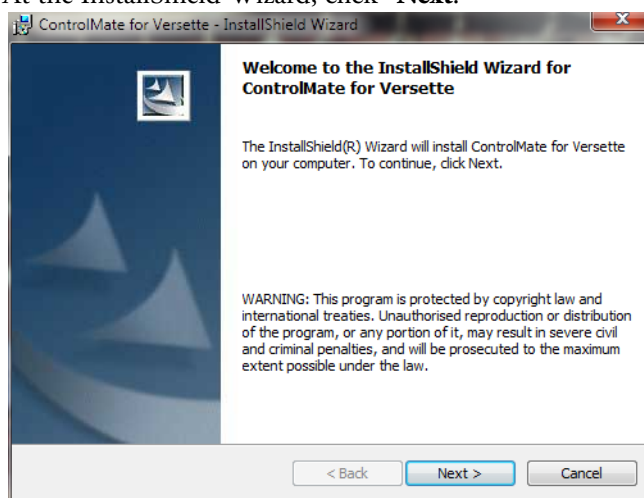 At the InstallShield Wizard, click "Next."
ControlMate for Versette - InstallShield Wizard
Welcome to the InstallShield Wizard for
ControlMate for Versette
The InstallShield(R) Wizard will install ControlMate for Versette
on your computer. To continue, click Next.
WARNING: This program is protected by copyright law and
international treaties. Unauthorised reproduction or distribution
of the program, or any portion of it, may result in severe civil
and criminal penalties, and will be prosecuted to the maximum
extent possible under the law.
< Back Next > Cancel